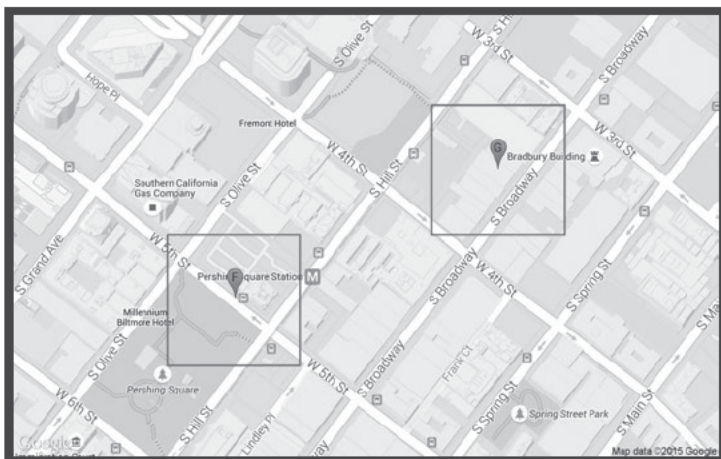 S Olive St
S Hill St
W 3rd St
S Broadway
Hope Pl
Fremont Hotel
W 4th St
G
Bradbury Building
W 3rd St
S Hill St
S Olive St
Southern California
Gas Company
S Broadway
S Grand Ave
W 5th St
Pershing Square Station
M
F
S Broadway
W 4th St
S Spring St
S Main St
Millennium
Biltmore Hotel
S Olive St
Frank Ct
S Broadway
Pershing Square
W 5th St
W 6th St
S Hill St
Lindley Pl
S Spring St
Spring Street Park
S Main St
Google
Map data ©2015 Google